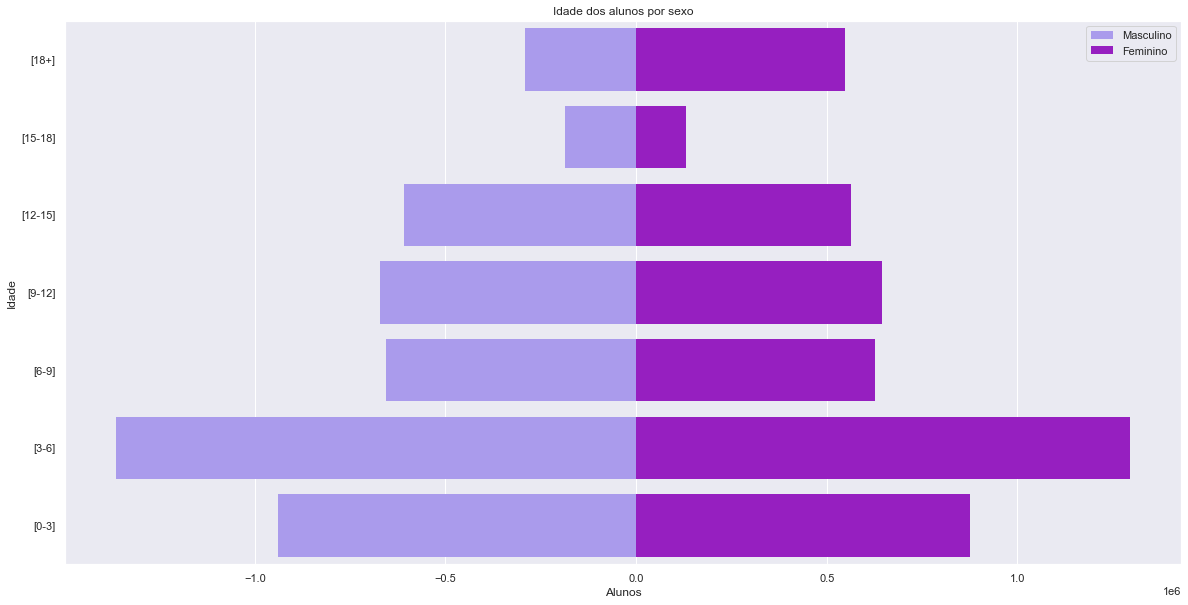 Idade dos alunos por sexo
Masculino
Feminino
[18+]
[15-18]
[12-15]
[9-12]
[6-9]
[3-6]
[0-3]
Idade
−1.0
−0.5
0.0
0.5
1.0
1e6
Alunos